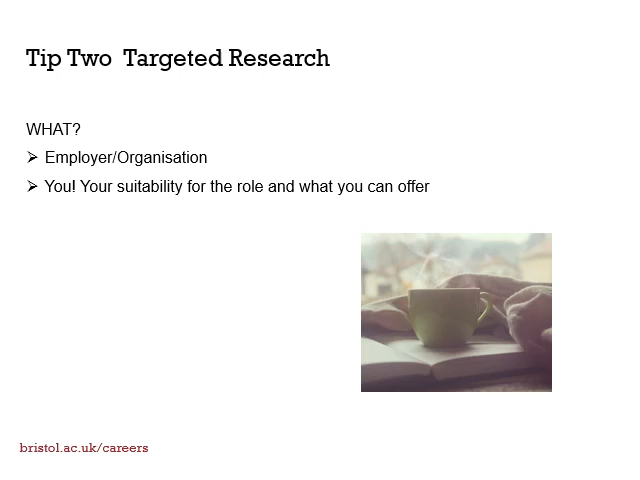 Tip Two  Targeted Research
WHAT?
➢ Employer/Organisation
➢ You! Your suitability for the role and what you can offer
bristol.ac.uk/careers